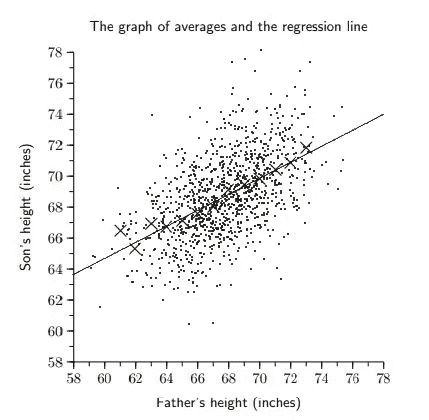 The graph of averages and the regression line
78
76
74
72
70
68
66
64
62
60
58
Son's height (inches)
58 60 62 64 66 68 70 72 74 76 78
Father's height (inches)